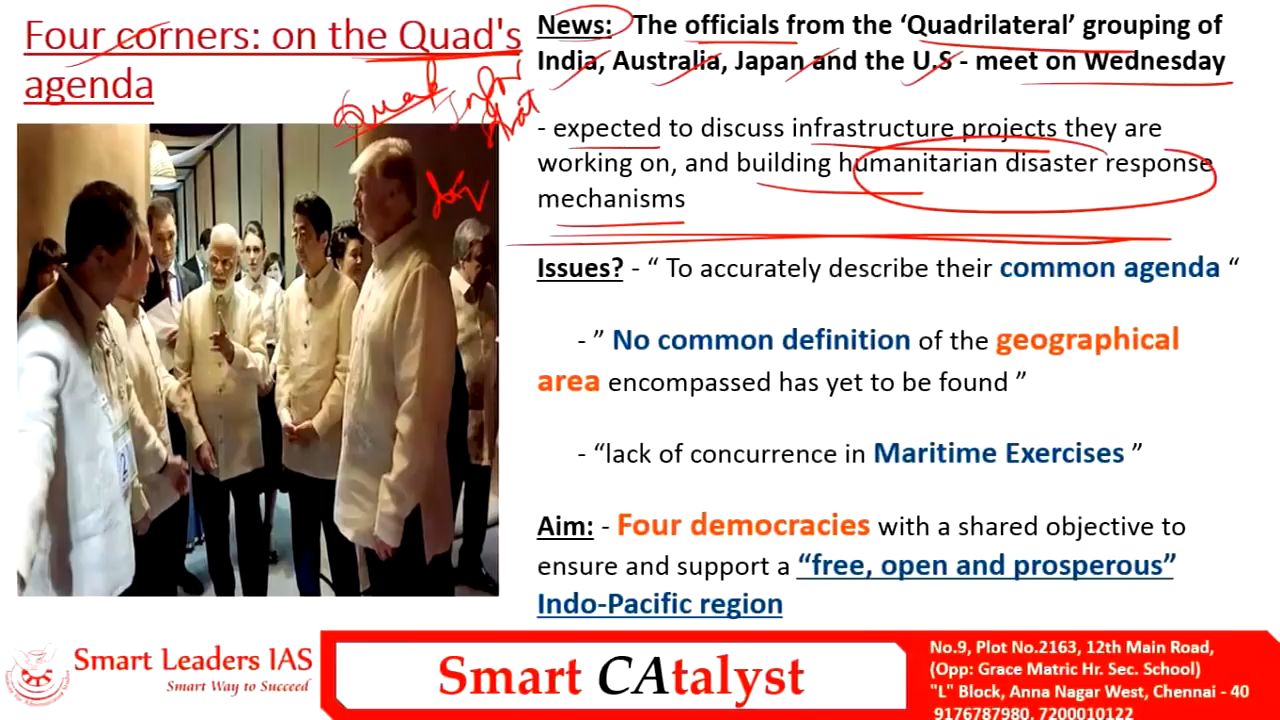 Four corners: on the Quad's
agenda
Quad
News: The officials from the ‘Quadrilateral’ grouping of
India, Australia, Japan and the U.S - meet on Wednesday
- expected to discuss infrastructure projects they are
working on, and building humanitarian disaster response
mechanisms
Issues? - “ To accurately describe their common agenda “
- ” No common definition of the geographical
area encompassed has yet to be found ”
- “lack of concurrence in Maritime Exercises ”
Aim: - Four democracies with a shared objective to
ensure and support a “free, open and prosperous”
Indo-Pacific region
2
Smart Leaders IAS
Smart Way to Succeed
Smart CAtalyst
No.9, Plot No.2163, 12th Main Road,
(Opp: Grace Matric Hr. Sec. School)
"L" Block, Anna Nagar West, Chennai - 40
9176787980, 7200010122